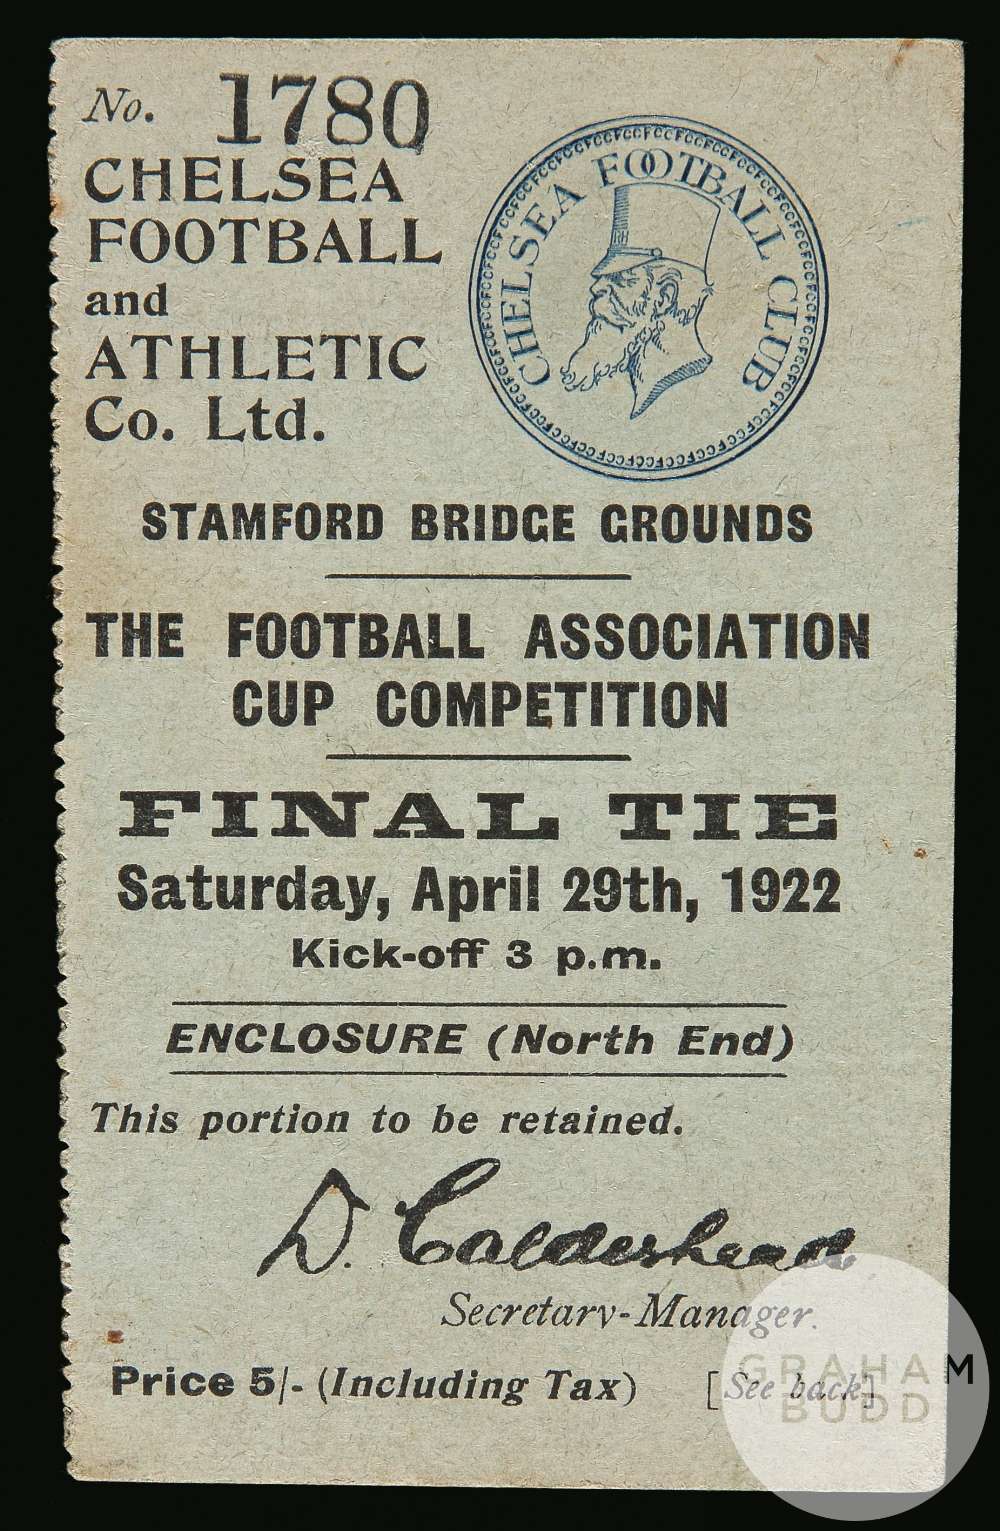 No. 1780
CHELSEA
FOOTBALL
and
ATHLETIC
Co. Ltd.
CHELSEA FOOTBALL CLUB
STAMFORD BRIDGE GROUNDS
THE FOOTBALL ASSOCIATION
CUP COMPETITION
FINAL TIE
Saturday, April 29th, 1922
Kick-off 3 p.m.
ENCLOSURE (North End)
This portion to be retained.
D. Calderhead
Secretary-Manager.
Price 5/- (Including Tax) [See back]
GRAHAM
BUDD